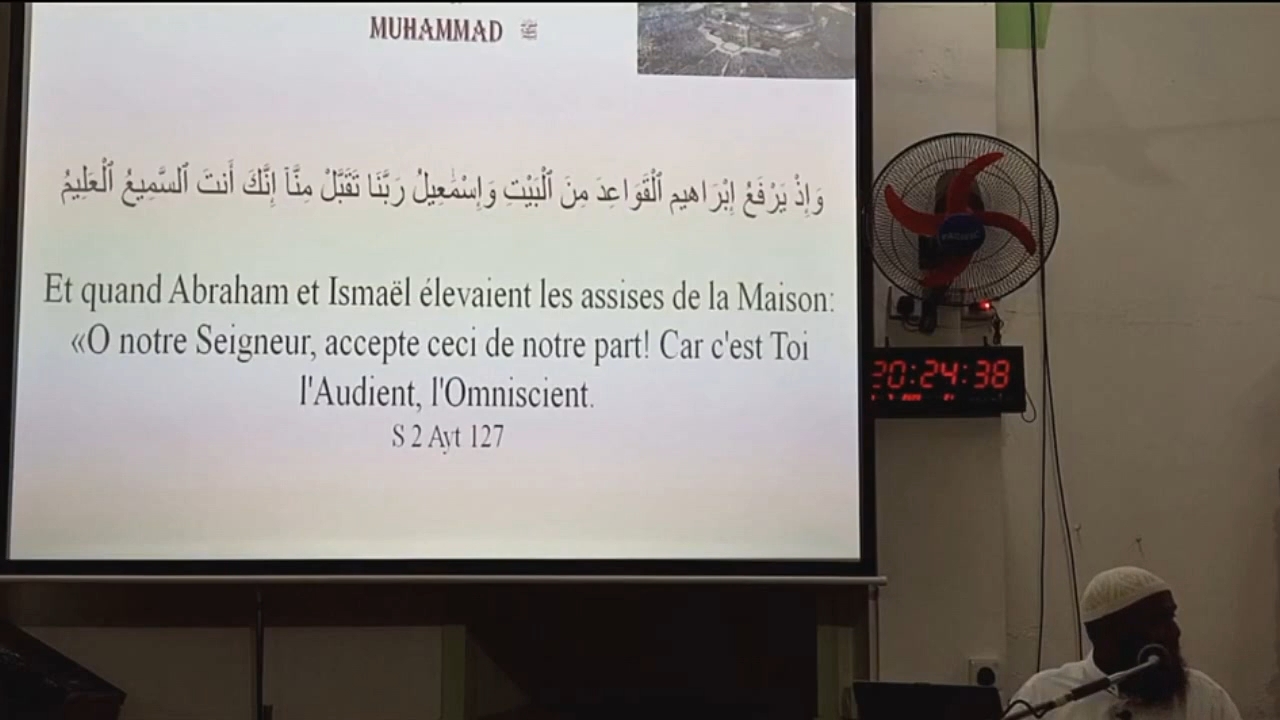 MUHAMMAD ﷺ
وَإِذْ يَرْفَعُ إِبْرَاهِيم ٱلْقَوَاعِدَ مِنَ ٱلْبَيْتِ وَإِسْمَٰعِيلُ رَبَّنَا تَقَبَّلْ مِنَّآ إِنَّكَ أَنتَ ٱلسَّمِيعُ ٱلْعَلِيمُ
Et quand Abraham et Ismaël élevaient les assises de la Maison:
«O notre Seigneur, accepte ceci de notre part! Car c'est Toi
l'Audient, l'Omniscient.
S 2 Ayt 127
20:24:38